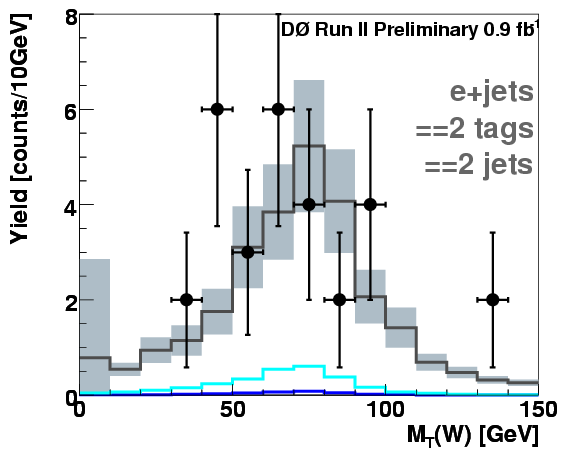 DØ Run II Preliminary 0.9 fb⁻¹
e+jets
==2 tags
==2 jets
Yield [counts/10GeV]
8
6
4
2
0
0 50 100 150
M_T(W) [GeV]